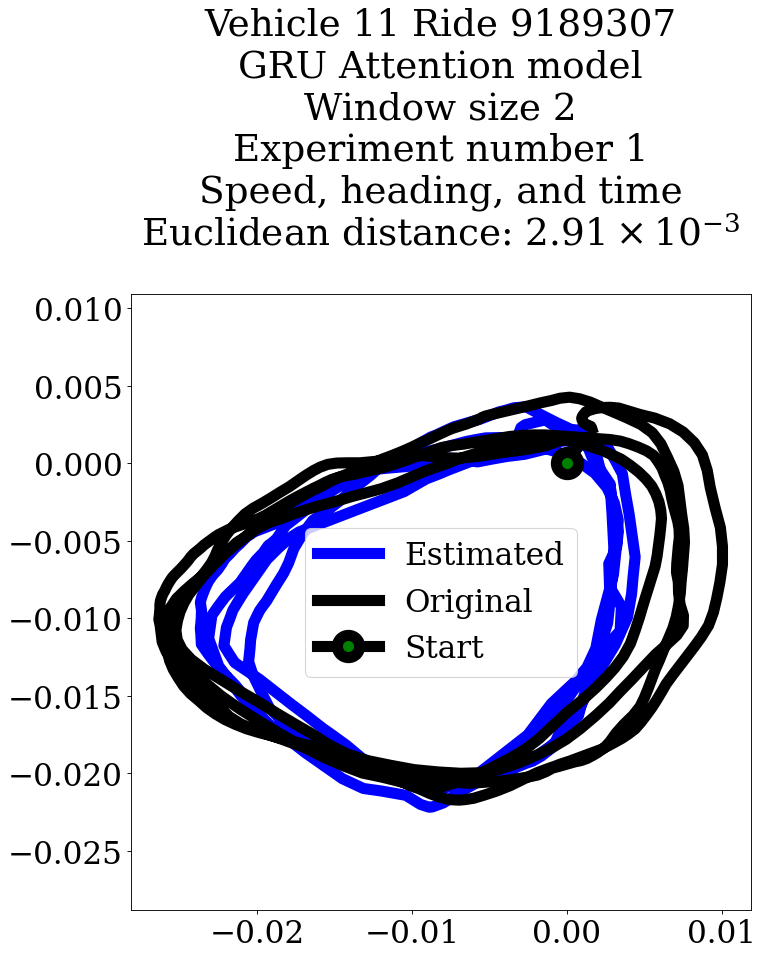 Vehicle 11 Ride 9189307
GRU Attention model
Window size 2
Experiment number 1
Speed, heading, and time
Euclidean distance: 2.91 × 10⁻³
0.010
0.005
0.000
−0.005
−0.010
−0.015
−0.020
−0.025
Estimated
Original
Start
−0.02 −0.01 0.00 0.01